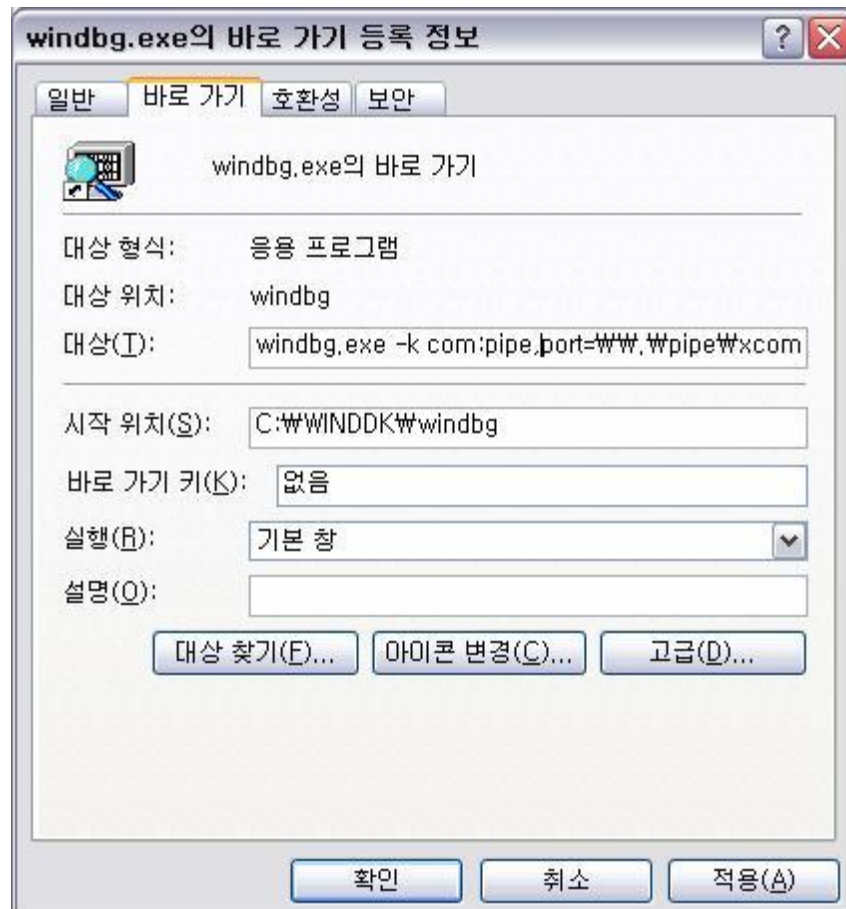 windbg.exe의 바로 가기 등록 정보
일반 바로 가기 호환성 보안
windbg.exe의 바로 가기
대상 형식: 응용 프로그램
대상 위치: windbg
대상(T): windbg.exe -k com:pipe,port=₩₩.₩pipe₩xcom
시작 위치(S): C:₩WINDDK₩windbg
바로 가기 키(K): 없음
실행(R): 기본 창
설명(O):
대상 찾기(F)... 아이콘 변경(C)... 고급(D)...
확인 취소 적용(A)